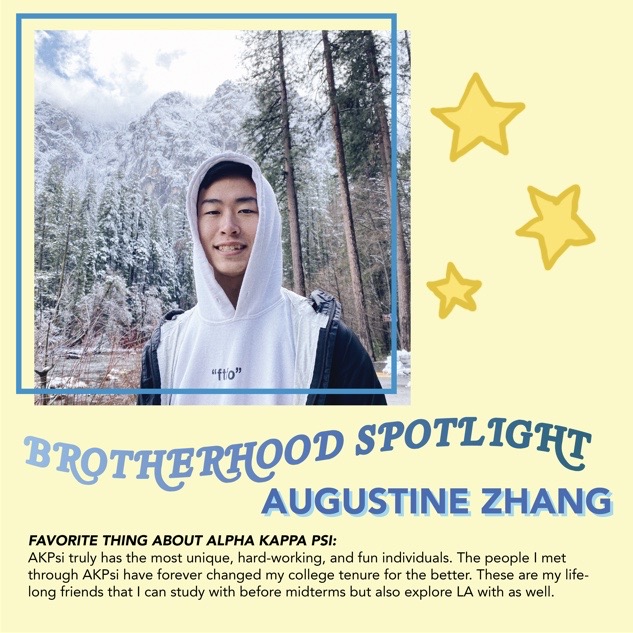 "ftio"
BROTHERHOOD SPOTLIGHT
AUGUSTINE ZHANG
FAVORITE THING ABOUT ALPHA KAPPA PSI:
AKPsi truly has the most unique, hard-working, and fun individuals. The people I met
through AKPsi have forever changed my college tenure for the better. These are my life-
long friends that I can study with before midterms but also explore LA with as well.